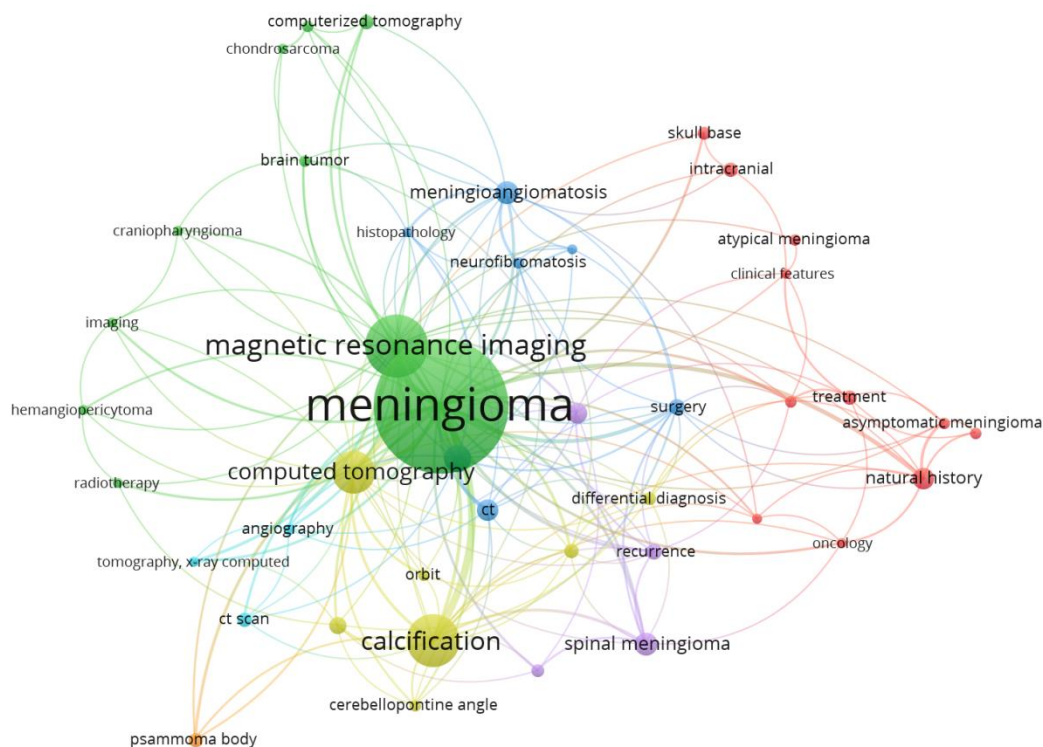 computerized tomography
chondrosarcoma
skull base
brain tumor
intracranial
meningioangiomatosis
craniopharyngioma
histopathology
atypical meningioma
neurofibromatosis
clinical features
imaging
magnetic resonance imaging
meningioma
treatment
hemangiopericytoma
surgery
asymptomatic meningioma
computed tomography
natural history
radiotherapy
differential diagnosis
ct
angiography
oncology
recurrence
tomography, x-ray computed
orbit
ct scan
calcification
spinal meningioma
cerebellopontine angle
psammoma body